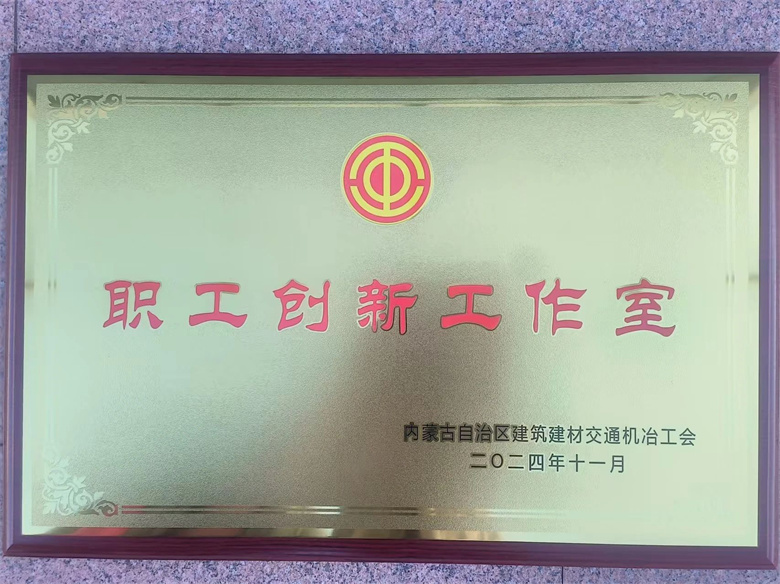 职工创新工作室
内蒙古自治区建筑建材交通机冶工会
二〇二四年十一月